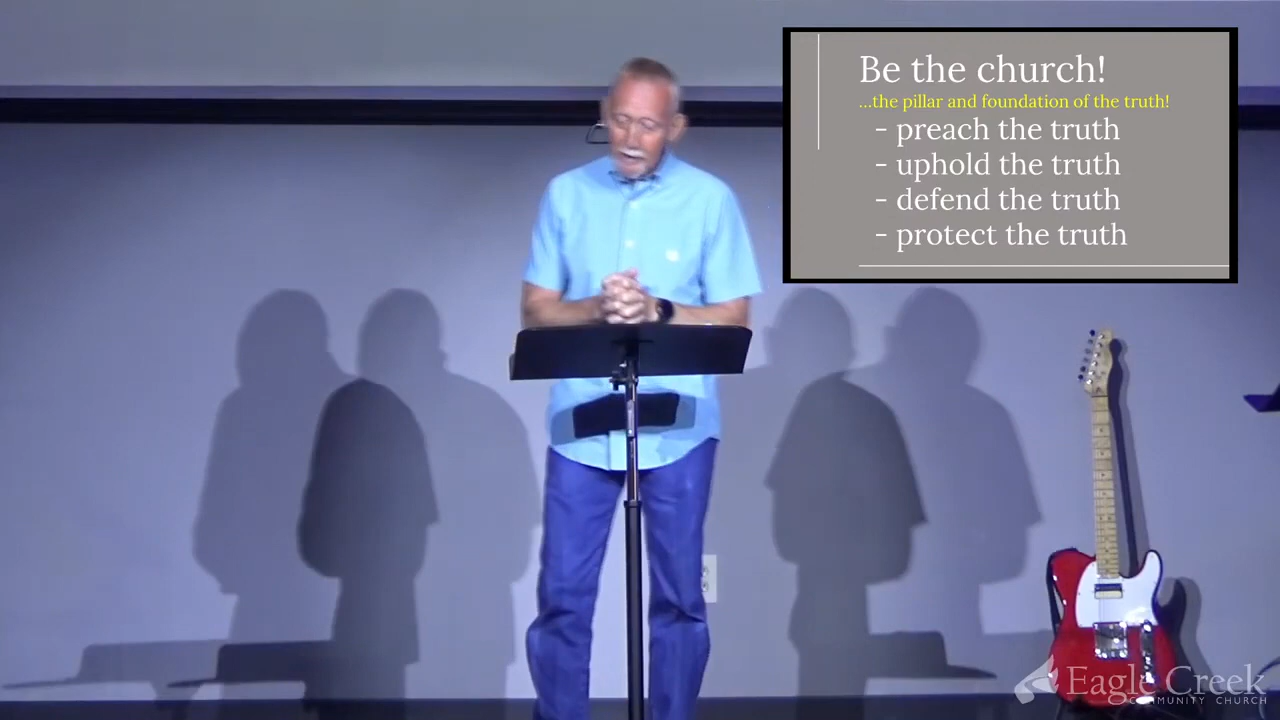 Be the church!
...the pillar and foundation of the truth!
- preach the truth
- uphold the truth
- defend the truth
- protect the truth
Eagle Creek
COMMUNITY CHURCH